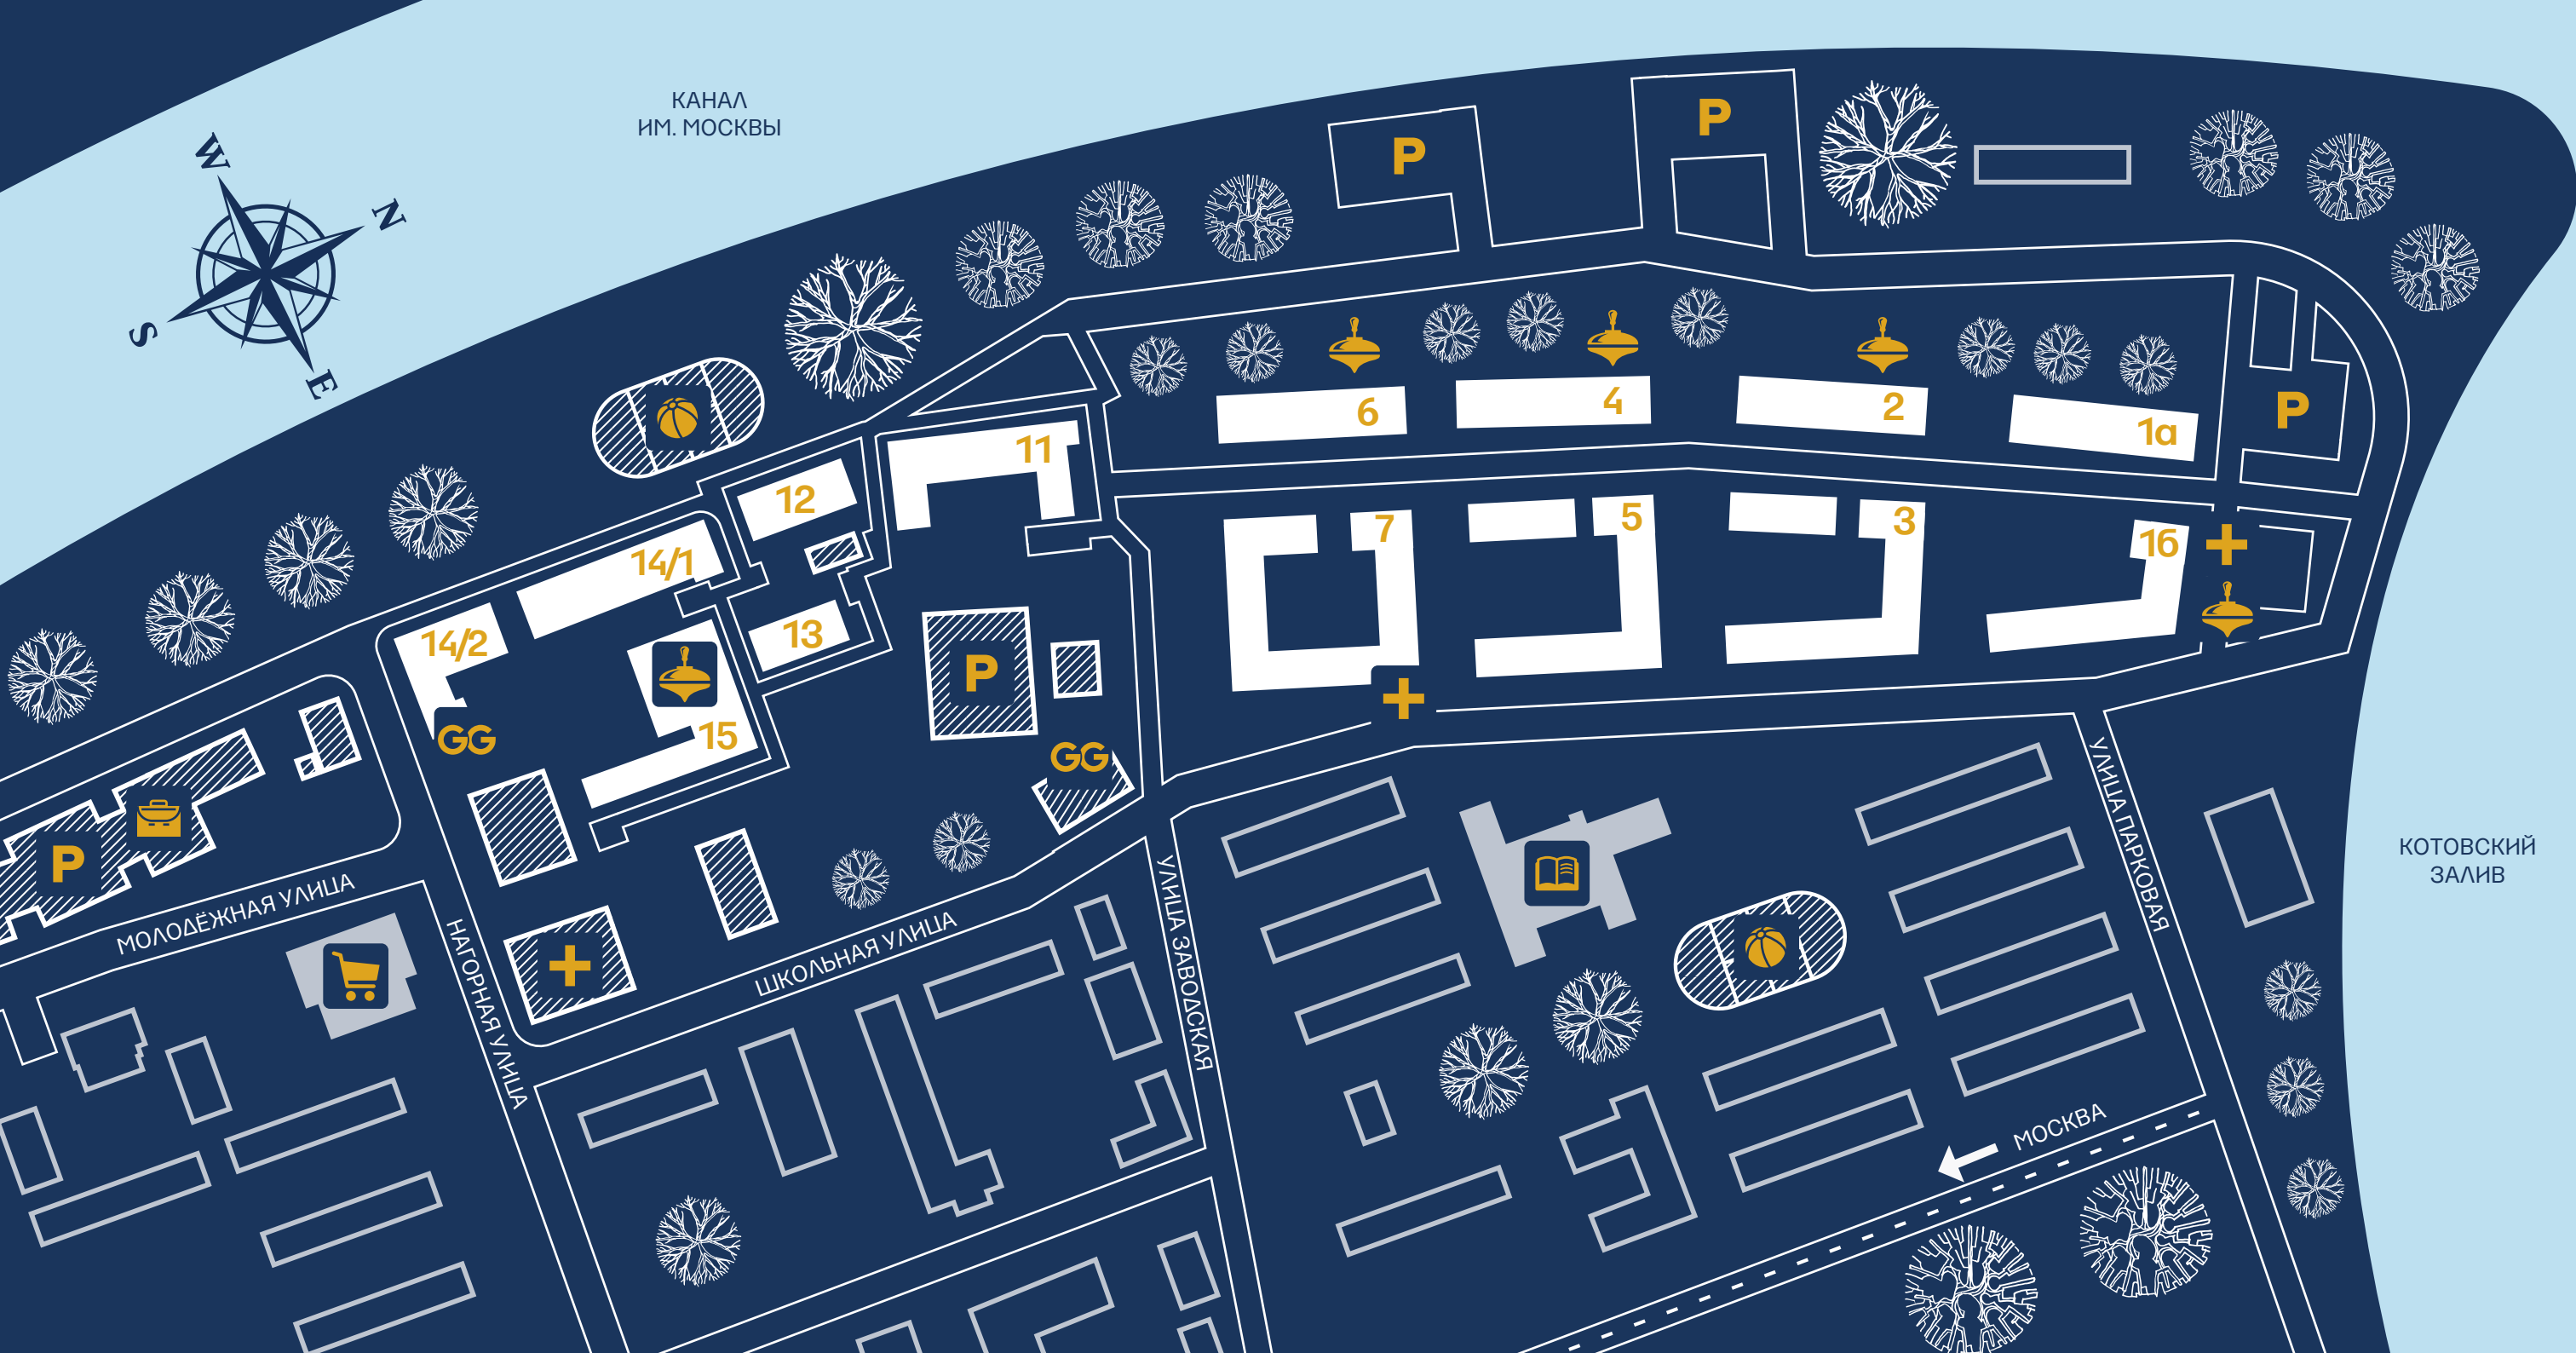 КАНАЛ
ИМ. МОСКВЫ
W
N
S
E
P
P
P
6
4
2
1а
11
12
14/1
14/2
13
15
7
5
3
16
P
GG
GG
P
МОЛОДЁЖНАЯ УЛИЦА
НАГОРНАЯ УЛИЦА
ШКОЛЬНАЯ УЛИЦА
УЛИЦА ЗАВОДСКАЯ
УЛИЦА ПАРКОВАЯ
КОТОВСКИЙ
ЗАЛИВ
МОСКВА